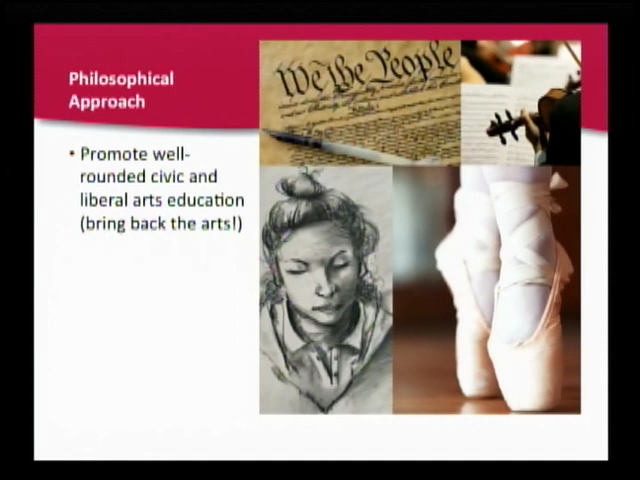 Philosophical
Approach
• Promote well-
rounded civic and
liberal arts education
(bring back the arts!)
We the People